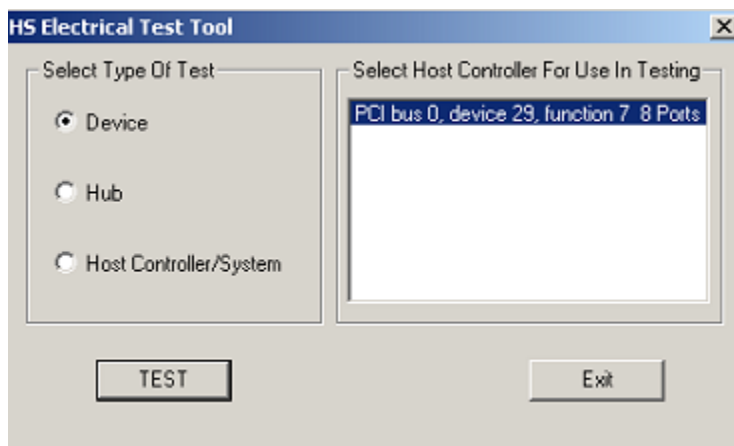 HS Electrical Test Tool
Select Type Of Test
Device
Hub
Host Controller/System
Select Host Controller For Use In Testing
PCI bus 0, device 29, function 7 8 Ports
TEST
Exit